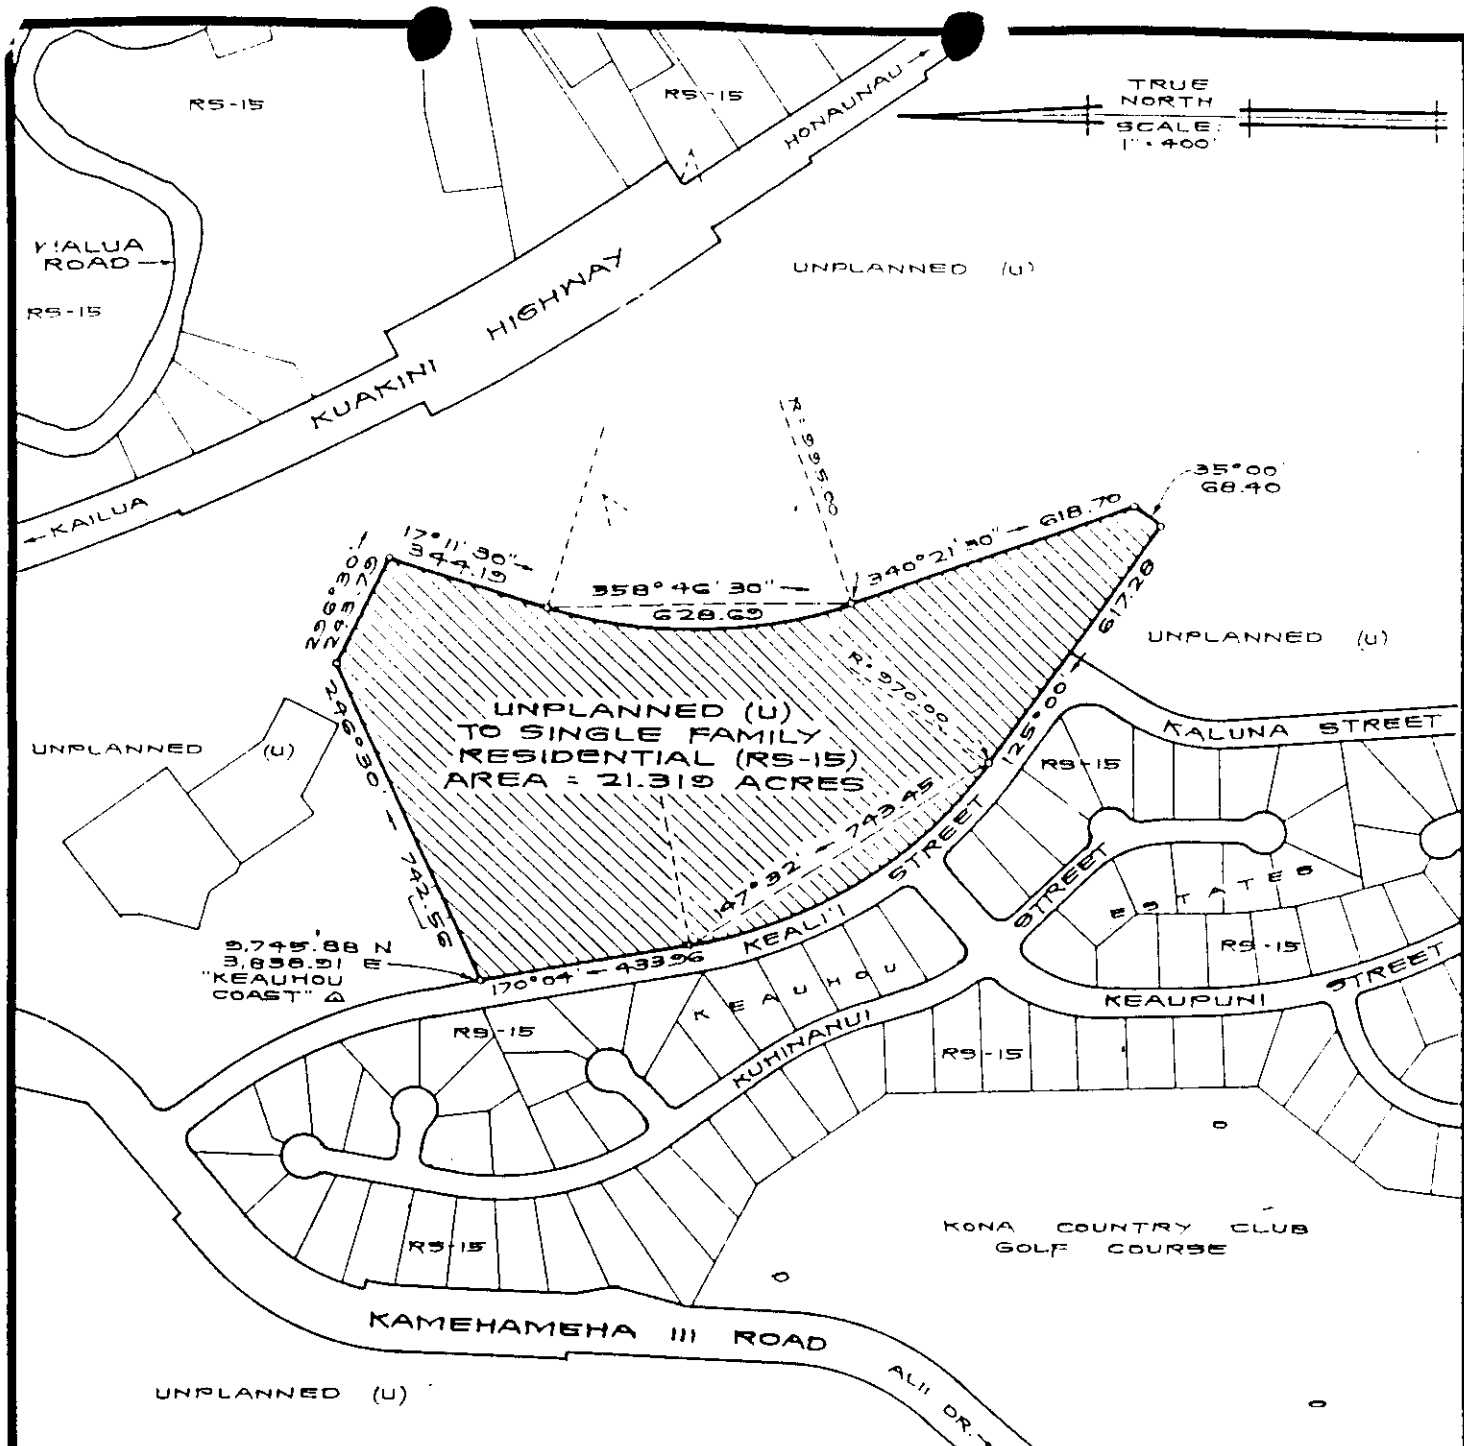 RS-15
RS-15
HONAUNAU
TRUE
NORTH
SCALE:
1" = 400'
ROAD
RS-15
UNPLANNED (U)
KUAKINI HIGHWAY
KAILUA
R=995.00
35°00'
68.40
17°11'30"
344.19
358°46'30"
628.69
340°21'30" 618.70
296°30'
243.79
617.28
125°00'
UNPLANNED (U)
R=970.00
UNPLANNED (U)
TO SINGLE FAMILY
RESIDENTIAL (RS-15)
AREA = 21.319 ACRES
UNPLANNED (U)
246°30' 742.56
KALUNA STREET
RS-15
147°32' 743.45
KEALI'I STREET
STREET
ESTATES
RS-15
9,745.88 N
3,838.91 E
"KEAUHOU
COAST" △
170°04' 433.96
KEAUHOU
KEAUPUNI STREET
RS-15
KUHINANUI
RS-15
KONA COUNTRY CLUB
GOLF COURSE
RS-15
KAMEHAMEHA III ROAD
ALII DR.
UNPLANNED (U)